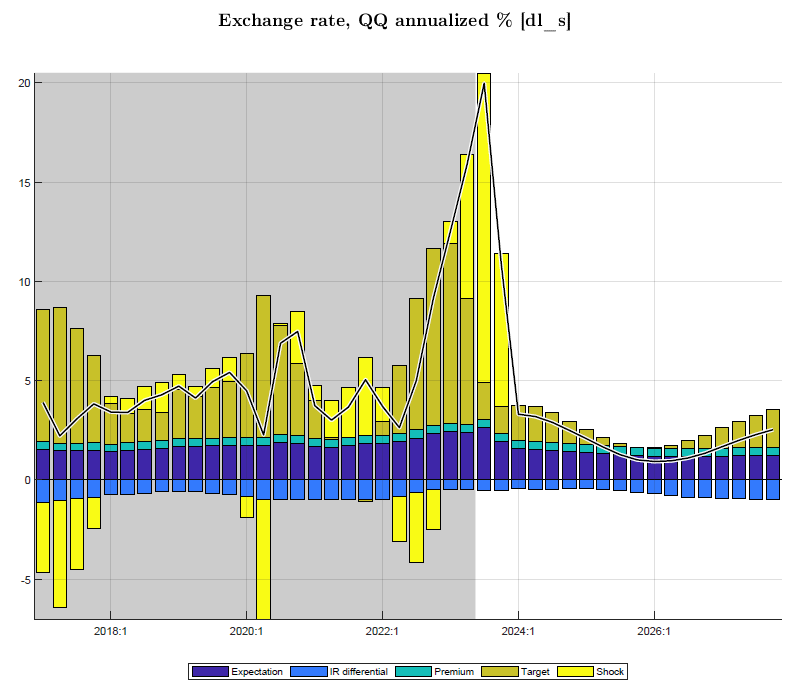 Exchange rate, QQ annualized % [dl_s]
20
15
10
5
0
-5
2018:1 2020:1 2022:1 2024:1 2026:1
Expectation IR differential Premium Target Shock